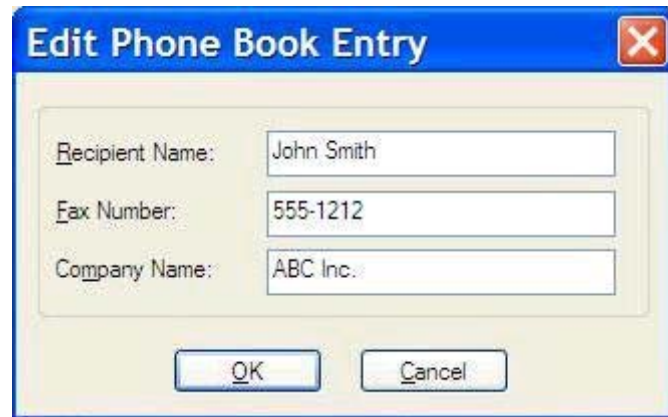 Edit Phone Book Entry
Recipient Name: John Smith
Fax Number: 555-1212
Company Name: ABC Inc.
OK Cancel